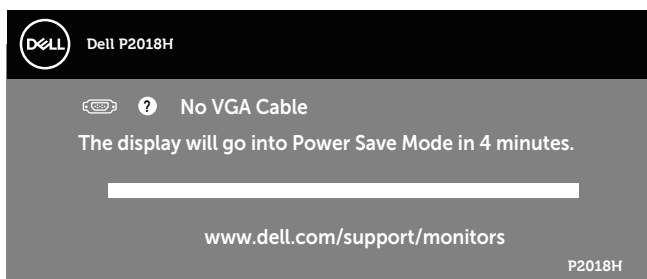 DELL
Dell P2018H
? No VGA Cable
The display will go into Power Save Mode in 4 minutes.
www.dell.com/support/monitors
P2018H